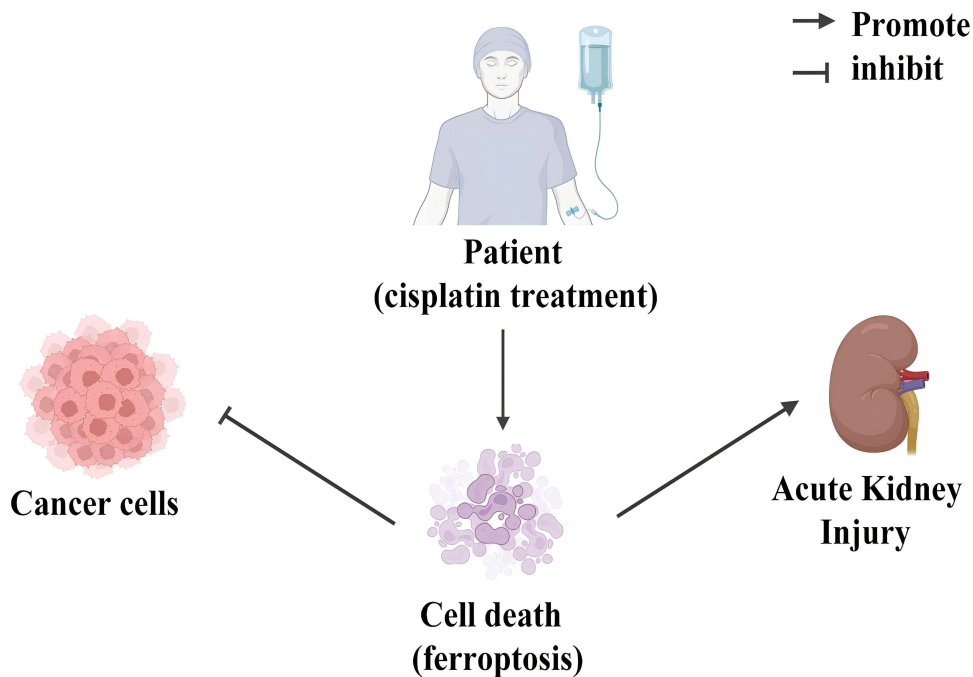 Promote
inhibit
Patient
(cisplatin treatment)
Cancer cells
Acute Kidney
Injury
Cell death
(ferroptosis)